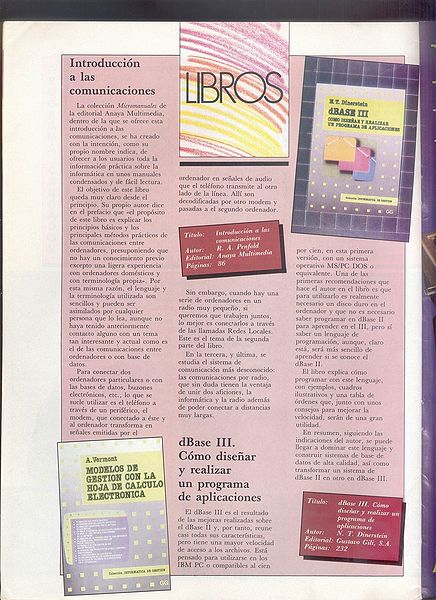 Introducción
a las
comunicaciones
La colección Micromanuales de
la editorial Anaya Multimedia,
dentro de la que se ofrece esta
introducción a las
comunicaciones, se ha creado
con la intención, como su
propio nombre indica, de
ofrecer a los usuarios toda la
información práctica sobre la
informática en unos manuales
condensados y de fácil lectura.
El objetivo de este libro
queda muy claro desde el
principio. Su propio autor dice
en el prefacio que «el propósito
de este libro es explicar los
principios básicos y los
principales métodos prácticos de
las comunicaciones entre
ordenadores, presuponiendo que
no hay un conocimiento previo
excepto una ligera experiencia
con ordenadores domésticos y
con terminología propia». Por
esta misma razón, el lenguaje y
la terminología utilizada son
sencillos y pueden ser
asimilados por cualquier
persona que lo lea, aunque no
haya tenido anteriormente
contacto alguno con un tema
tan interesante y actual como es
el de las comunicaciones entre
ordenadores o con base de
datos.
Para conectar dos
ordenadores particulares o con
las bases de datos, buzones
electrónicos, etc., lo que se
suele utilizar es el teléfono a
través de un periférico, el
modem, que conectado a éste y
al ordenador transforma en
señales emitidas por el
A. Vermont
MODELOS DE
GESTION CON LA
HOJA DE CALCULO
ELECTRONICA
Colección INFORMATICA DE GESTION
GG
LIBROS
ordenador en señales de audio
que el teléfono transmite al otro
lado de la línea. Allí son
decodificadas por otro modem y
pasadas a el segundo ordenador.
Título: Introducción a las
comunicaciones
Autor: R. A. Penfold
Editorial: Anaya Multimedia
Páginas: 86
Sin embargo, cuando hay una
serie de ordenadores en un
radio muy pequeño, si
queremos que trabajen juntos,
lo mejor es conectarlos a través
de las llamadas Redes Locales.
Este es el tema de la segunda
parte del libro.
En la tercera, y última, se
estudia el sistema de
comunicación más desconocido:
las comunicaciones por radio,
que sin duda tienen la ventaja
de unir dos aficiones, la
informática y la radio además
de poder conectar a distancias
muy largas.
dBase III.
Cómo diseñar
y realizar
un programa
de aplicaciones
El dBASE III es el resultado
de las mejoras realizadas sobre
el dBase II y, por tanto, reune
casi todas sus características,
pero tiene una mayor velocidad
de acceso a los archivos. Está
pensado para utilizarse en los
IBM PC o compatibles al cien
N. T. Dinerstein
dBASE III
COMO DISEÑAR Y REALIZAR
UN PROGRAMA DE APLICACIONES
Colección INFORMATICA DE GESTION
GG
por cien, en esta primera
versión, con un sistema
operativo MS/PC DOS o
equivalente. Una de las
primeras recomendaciones que
hace el autor en el libro es que
para utilizarlo es realmente
necesario un disco duro en el
ordenador y que no es necesario
saber programar en dBase II
para aprender en el III, pero sí
saber un lenguaje de
programación, aunque, claro
está, será más sencillo de
aprender si se conoce el
dBase II.
El libro explica cómo
programar con este lenguaje,
con ejemplos, cuadros
ilustrativos y una tabla de
órdenes que, junto con unos
consejos para mejorar la
velocidad, serán de una gran
utilidad.
En resumen, siguiendo las
indicaciones del autor, se puede
llegar a dominar este lenguaje y
construir sistemas de base de
datos de alta calidad, así como
transformar un sistema de
dBase II en otro en dBase III.
Título: dBase III. Cómo
diseñar y realizar un
programa de
aplicaciones
Autor: N. T. Dinerstein
Editorial: Gustavo Gili, S.A.
Páginas: 232